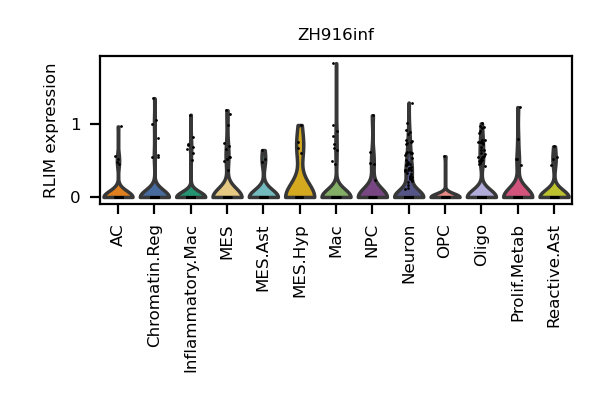 ZH916inf
RLIM expression
1
0
AC
Chromatin.Reg
Inflammatory.Mac
MES
MES.Ast
MES.Hyp
Mac
NPC
Neuron
OPC
Oligo
Prolif.Metab
Reactive.Ast